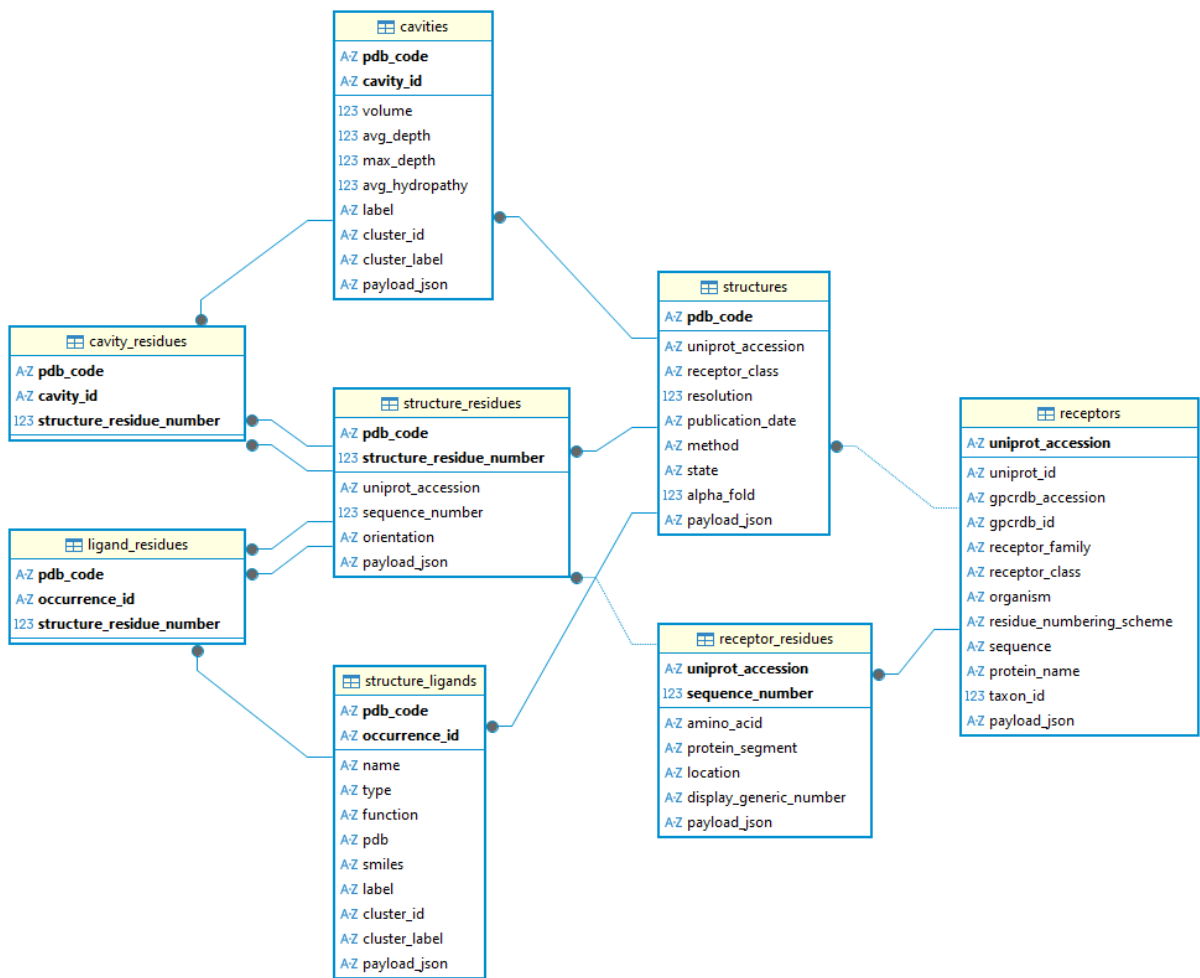 cavities
A-Z pdb_code
A-Z cavity_id
123 volume
123 avg_depth
123 max_depth
123 avg_hydropathy
A-Z label
A-Z cluster_id
A-Z cluster_label
A-Z payload_json
cavity_residues
A-Z pdb_code
A-Z cavity_id
123 structure_residue_number
structure_residues
A-Z pdb_code
123 structure_residue_number
A-Z uniprot_accession
123 sequence_number
A-Z orientation
A-Z payload_json
ligand_residues
A-Z pdb_code
A-Z occurrence_id
123 structure_residue_number
structure_ligands
A-Z pdb_code
A-Z occurrence_id
A-Z name
A-Z type
A-Z function
A-Z pdb
A-Z smiles
A-Z label
A-Z cluster_id
A-Z cluster_label
A-Z payload_json
structures
A-Z pdb_code
A-Z uniprot_accession
A-Z receptor_class
123 resolution
A-Z publication_date
A-Z method
A-Z state
123 alpha_fold
A-Z payload_json
receptor_residues
A-Z uniprot_accession
123 sequence_number
A-Z amino_acid
A-Z protein_segment
A-Z location
A-Z display_generic_number
A-Z payload_json
receptors
A-Z uniprot_accession
A-Z uniprot_id
A-Z gpcrdb_accession
A-Z gpcrdb_id
A-Z receptor_family
A-Z receptor_class
A-Z organism
A-Z residue_numbering_scheme
A-Z sequence
A-Z protein_name
123 taxon_id
A-Z payload_json